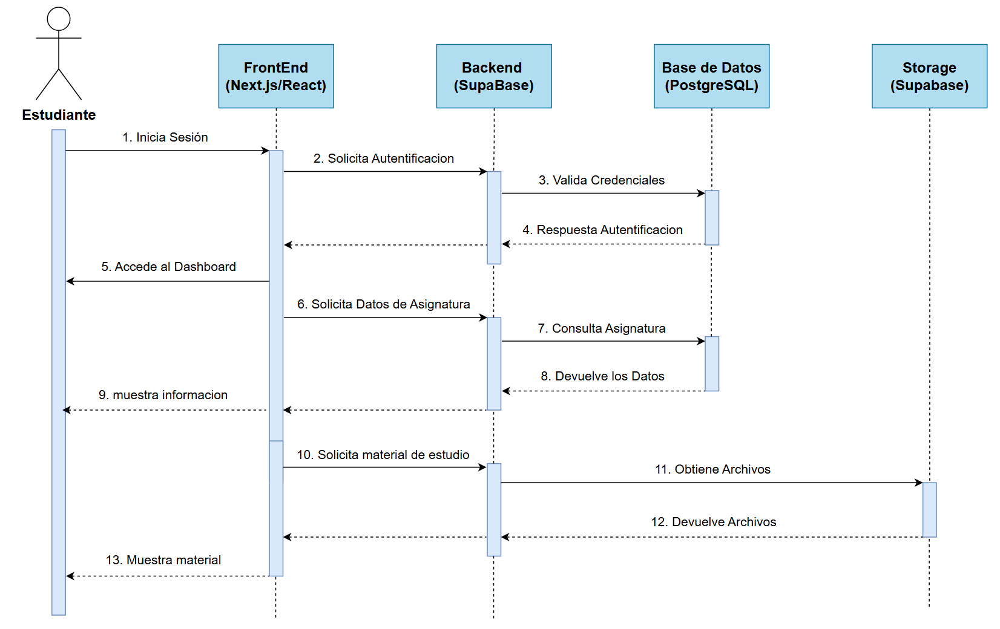 FrontEnd
(Next.js/React)
Backend
(SupaBase)
Base de Datos
(PostgreSQL)
Storage
(Supabase)
Estudiante
1. Inicia Sesión
2. Solicita Autentificacion
3. Valida Credenciales
4. Respuesta Autentificacion
5. Accede al Dashboard
6. Solicita Datos de Asignatura
7. Consulta Asignatura
8. Devuelve los Datos
9. muestra informacion
10. Solicita material de estudio
11. Obtiene Archivos
12. Devuelve Archivos
13. Muestra material